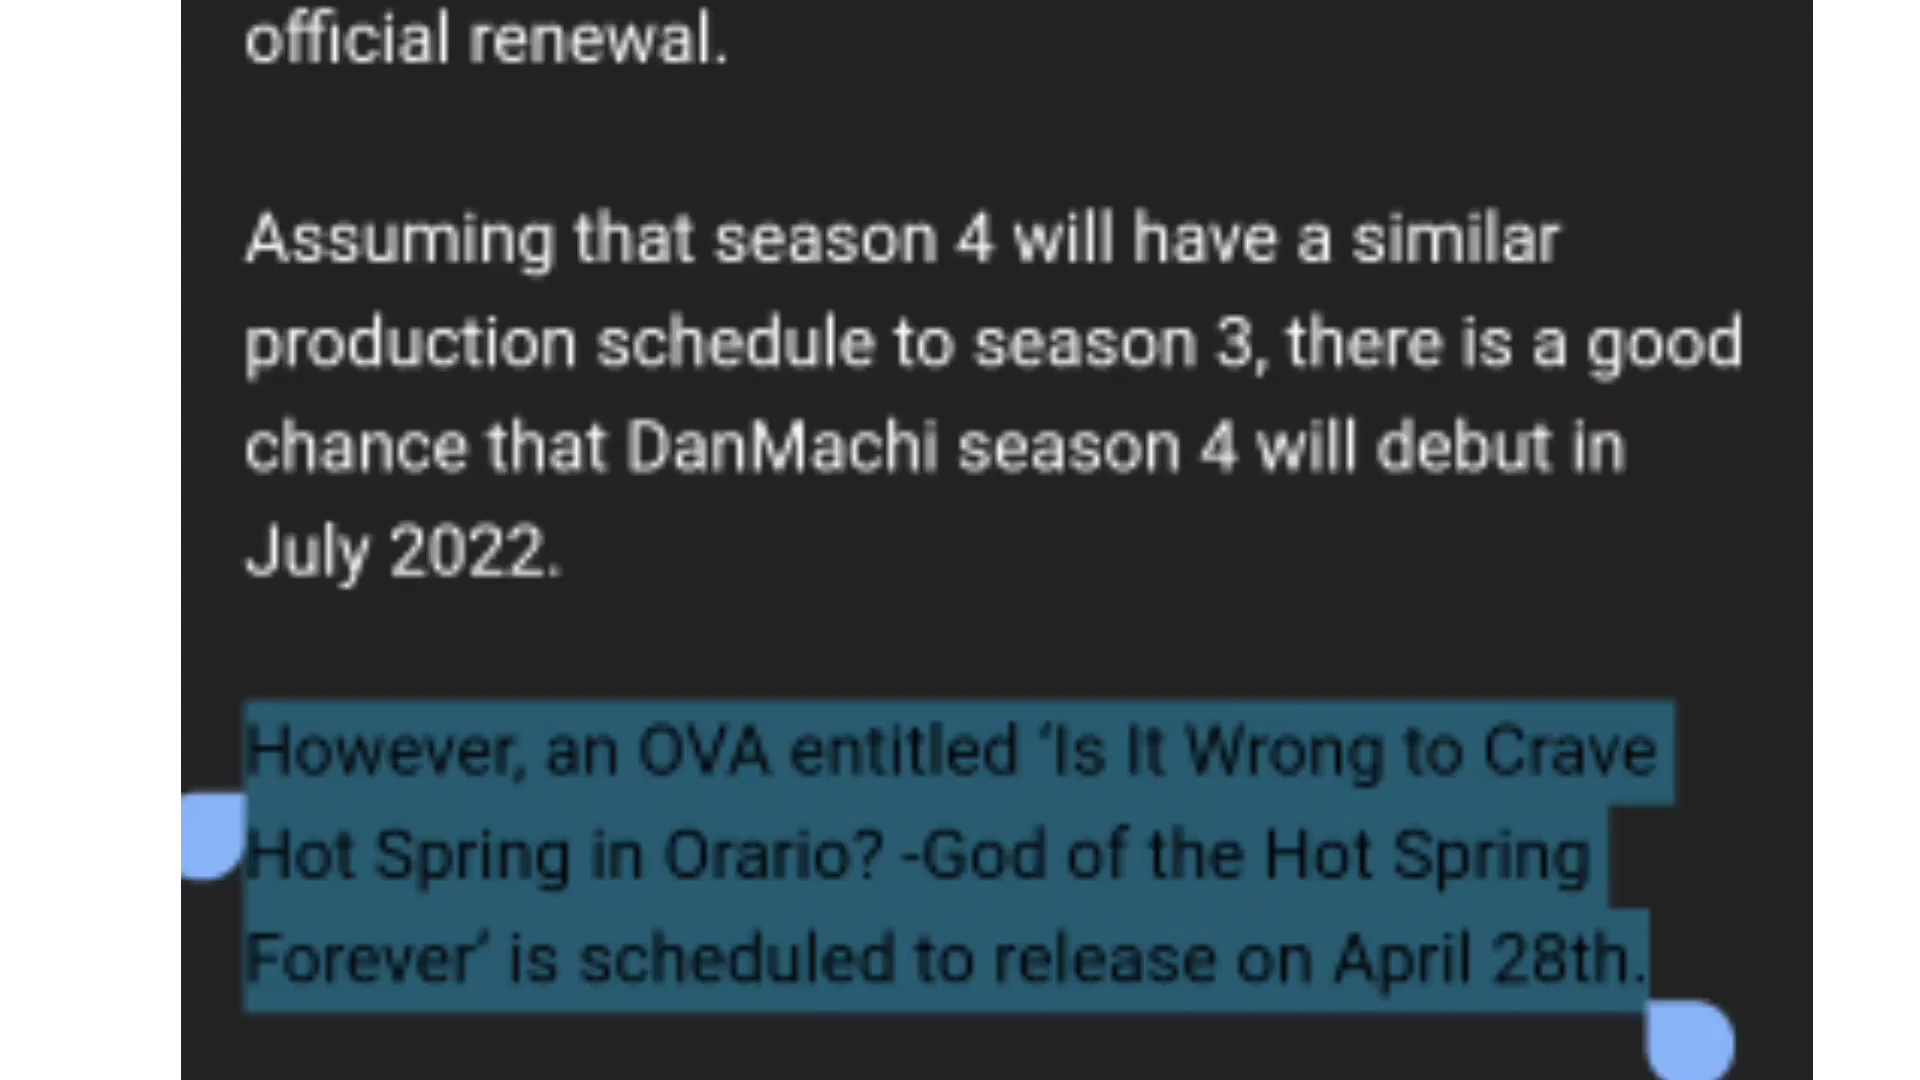 official renewal.
Assuming that season 4 will have a similar
production schedule to season 3, there is a good
chance that DanMachi season 4 will debut in
July 2022.
However, an OVA entitled ‘Is It Wrong to Crave
Hot Spring in Orario? -God of the Hot Spring
Forever’ is scheduled to release on April 28th.